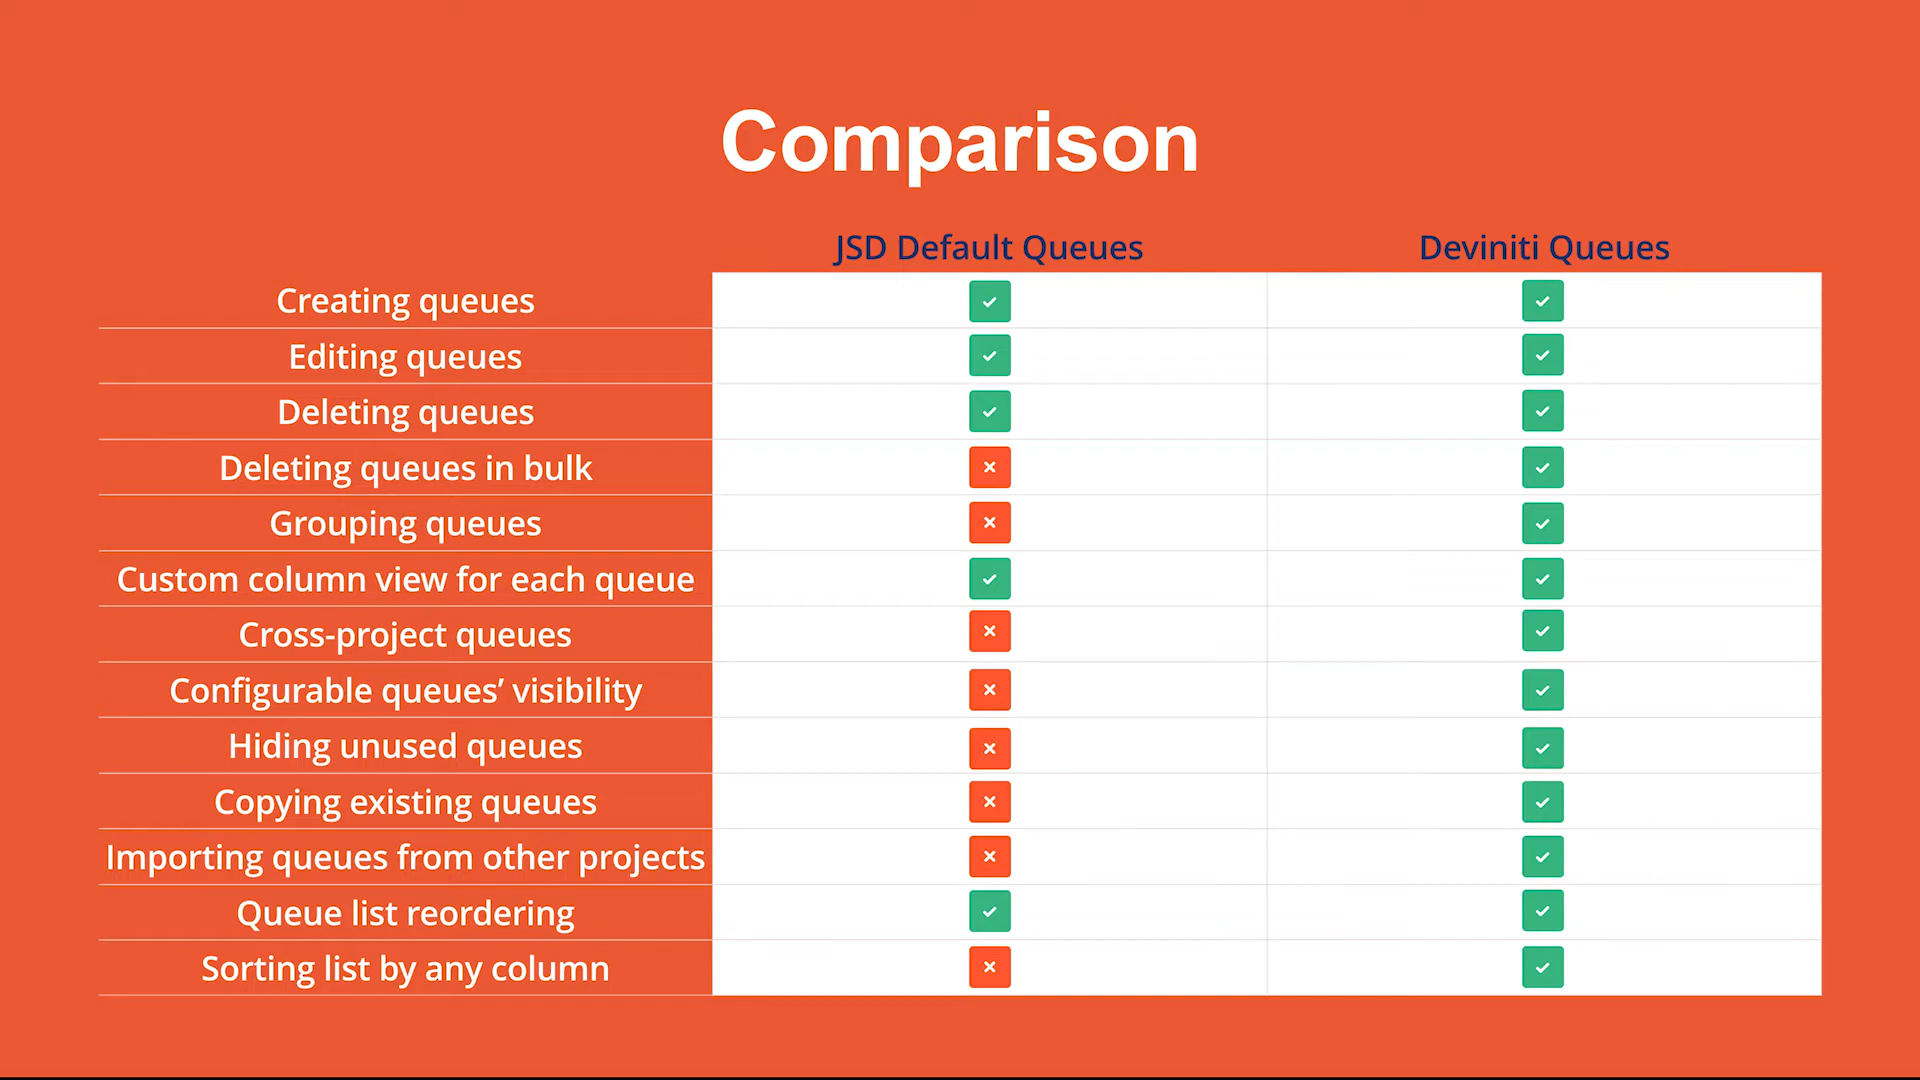 Comparison
JSD Default Queues
Deviniti Queues
Creating queues
Editing queues
Deleting queues
Deleting queues in bulk
Grouping queues
Custom column view for each queue
Cross-project queues
Configurable queues’ visibility
Hiding unused queues
Copying existing queues
Importing queues from other projects
Queue list reordering
Sorting list by any column